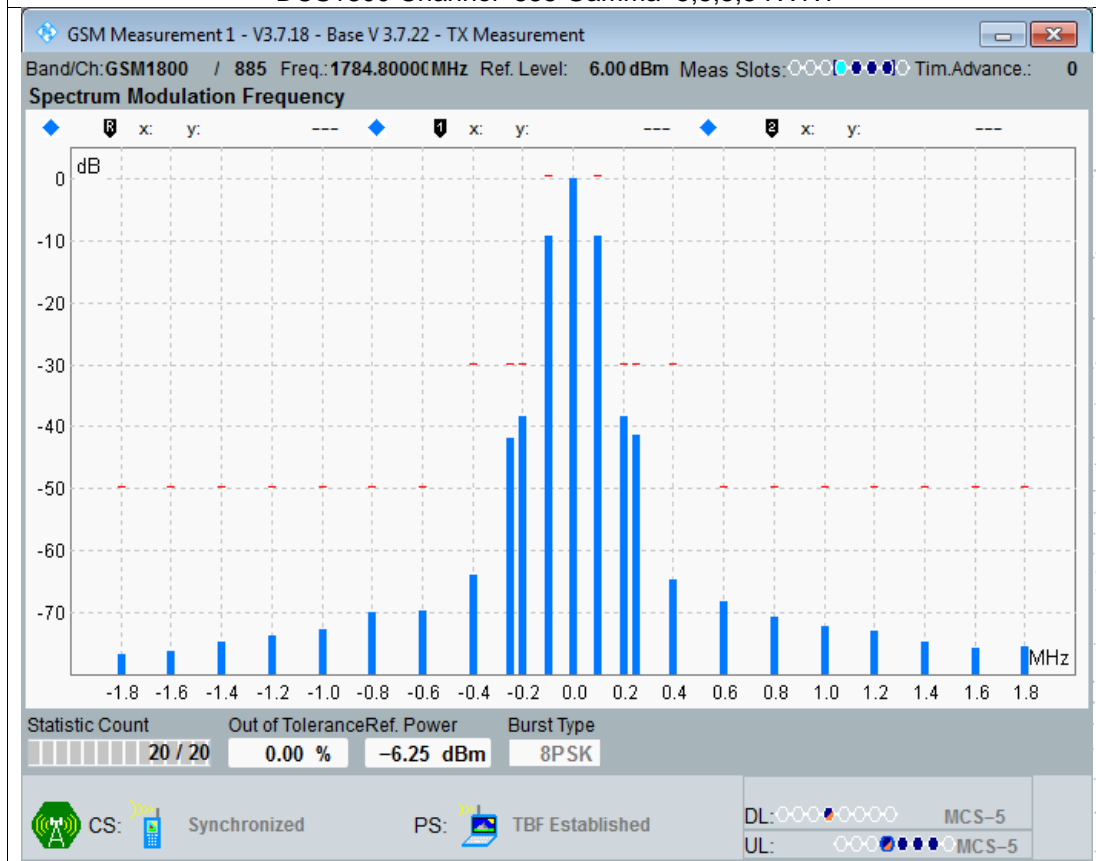 GSM Measurement 1 - V3.7.18 - Base V 3.7.22 - TX Measurement
Band/Ch:GSM1800 / 885 Freq.:1784.80000MHz Ref. Level: 6.00 dBm Meas Slots: Tim.Advance.: 0
Spectrum Modulation Frequency
R x: y: --- 1 x: y: --- 2 x: y: ---
dB
0
-10
-20
-30
-40
-50
-60
-70
MHz
-1.8 -1.6 -1.4 -1.2 -1.0 -0.8 -0.6 -0.4 -0.2 0.0 0.2 0.4 0.6 0.8 1.0 1.2 1.4 1.6 1.8
Statistic Count Out of Tolerance Ref. Power Burst Type
20 / 20 0.00 % -6.25 dBm 8PSK
CS: Synchronized PS: TBF Established
DL: MCS-5
UL: MCS-5